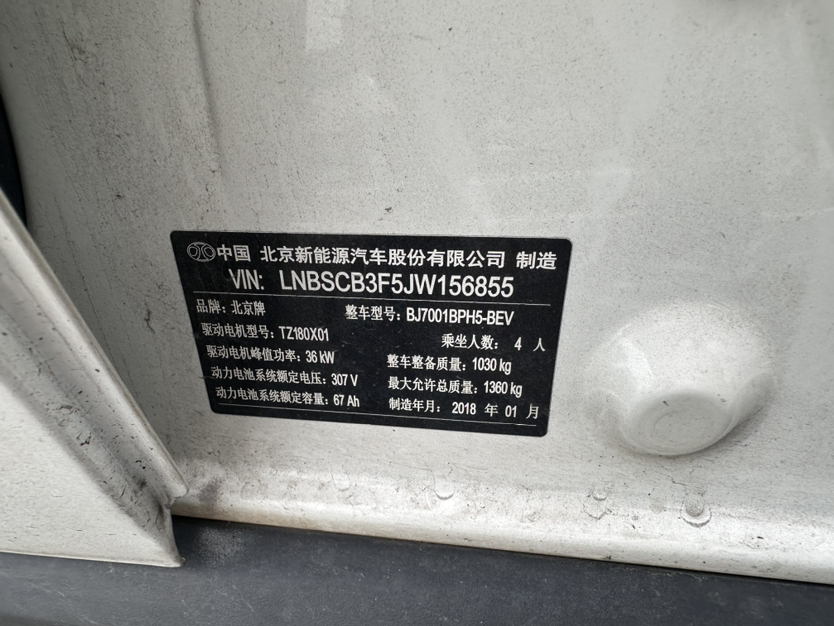 中国 北京新能源汽车股份有限公司 制造
VIN: LNBSCB3F5JW156855
品牌: 北京牌 整车型号: BJ7001BPH5-BEV
驱动电机型号: TZ180X01 乘坐人数: 4 人
驱动电机峰值功率: 36 kW 整车整备质量: 1030 kg
动力电池系统额定电压: 307 V 最大允许总质量: 1360 kg
动力电池系统额定容量: 67 Ah 制造年月: 2018 年 01 月